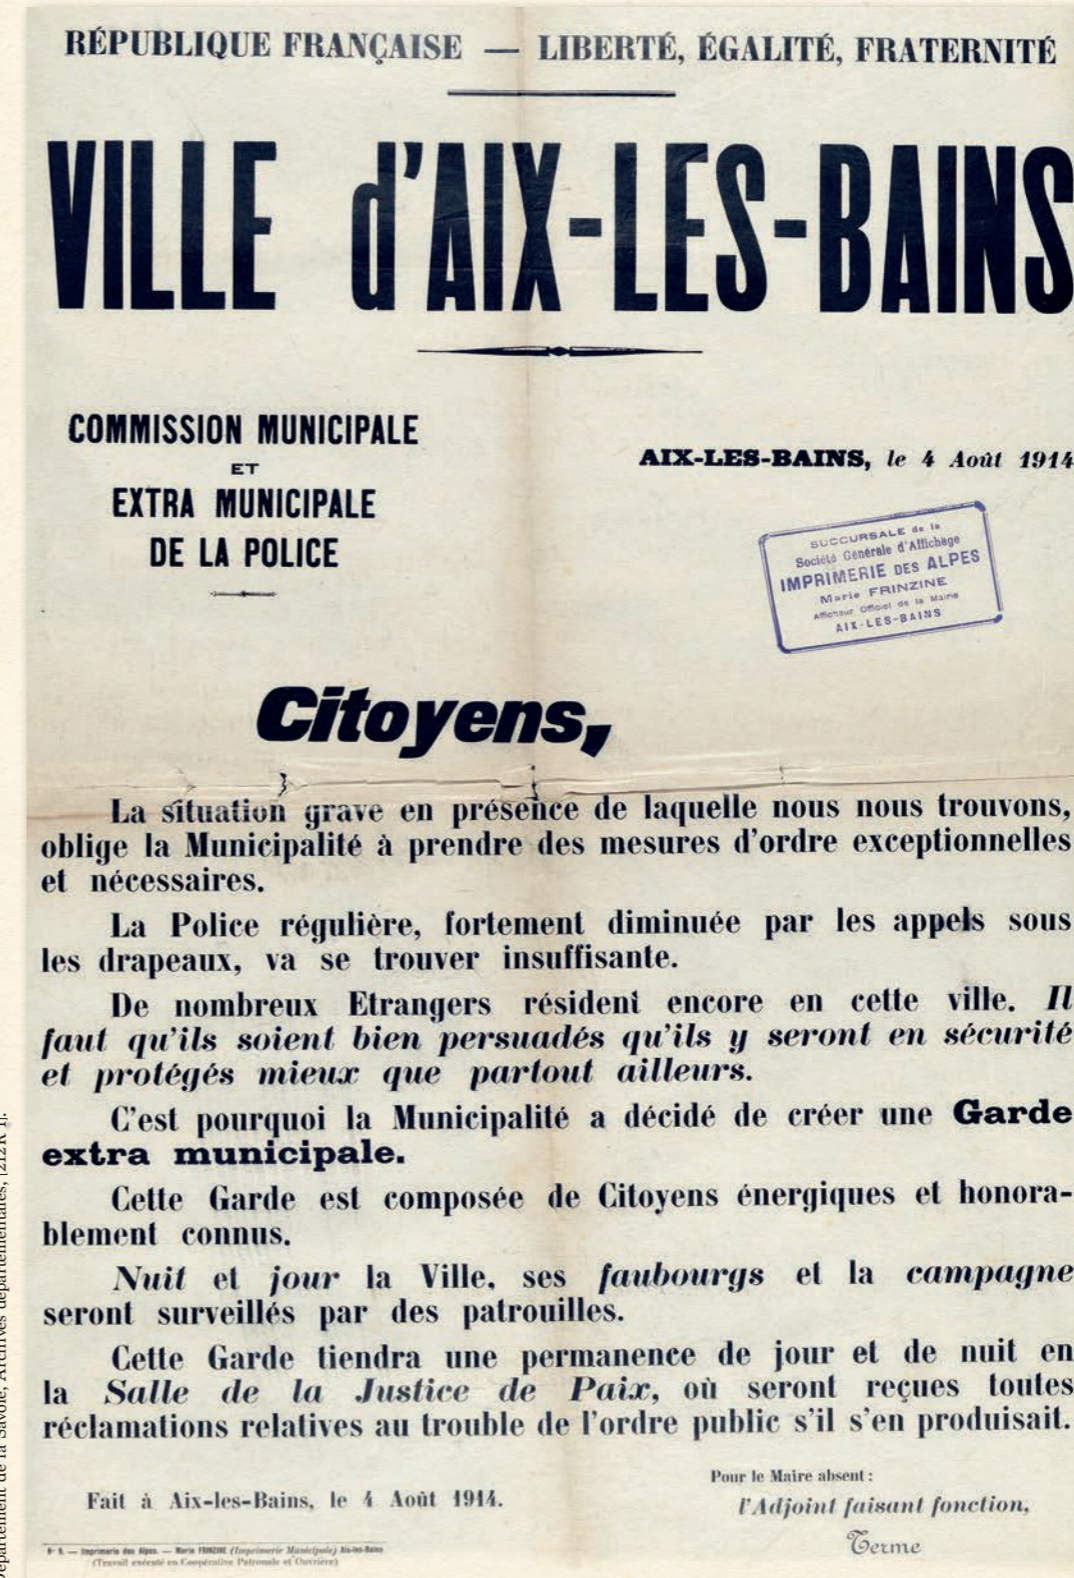 RÉPUBLIQUE FRANÇAISE — LIBERTÉ, ÉGALITÉ, FRATERNITÉ
VILLE d'AIX-LES-BAINS
COMMISSION MUNICIPALE
ET
EXTRA MUNICIPALE
DE LA POLICE
AIX-LES-BAINS, le 4 Août 1914
SUCCURSALE de la
Société Générale d'Affichage
IMPRIMERIE DES ALPES
Marie FRINZINE
Afficheur Officiel de la Mairie
AIX-LES-BAINS
Citoyens,
La situation grave en présence de laquelle nous nous trouvons,
oblige la Municipalité à prendre des mesures d'ordre exceptionnelles
et nécessaires.
La Police régulière, fortement diminuée par les appels sous
les drapeaux, va se trouver insuffisante.
De nombreux Etrangers résident encore en cette ville. Il
faut qu'ils soient bien persuadés qu'ils y seront en sécurité
et protégés mieux que partout ailleurs.
C'est pourquoi la Municipalité a décidé de créer une Garde
extra municipale.
Cette Garde est composée de Citoyens énergiques et honora-
blement connus.
Nuit et jour la Ville, ses faubourgs et la campagne
seront surveillés par des patrouilles.
Cette Garde tiendra une permanence de jour et de nuit en
la Salle de la Justice de Paix, où seront reçues toutes
réclamations relatives au trouble de l'ordre public s'il s'en produisait.
Fait à Aix-les-Bains, le 4 Août 1914.
Pour le Maire absent :
l'Adjoint faisant fonction,
Terme
N° 9. — Imprimerie des Alpes. — Marie FRINZINE (Imprimerie Municipale) Aix-les-Bains
(Travail exécuté en Coopérative Patronale et Ouvrière)
Département de la Savoie, Archives départementales, [212R 1].